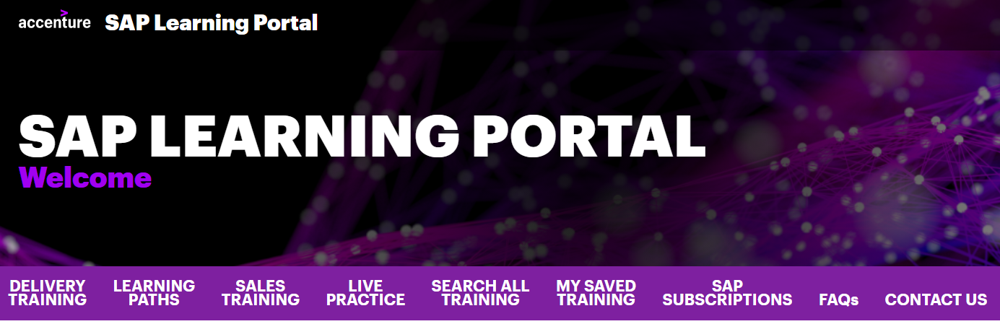 accenture SAP Learning Portal
SAP LEARNING PORTAL
Welcome
DELIVERY TRAINING
LEARNING PATHS
SALES TRAINING
LIVE PRACTICE
SEARCH ALL TRAINING
MY SAVED TRAINING
SAP SUBSCRIPTIONS
FAQs
CONTACT US